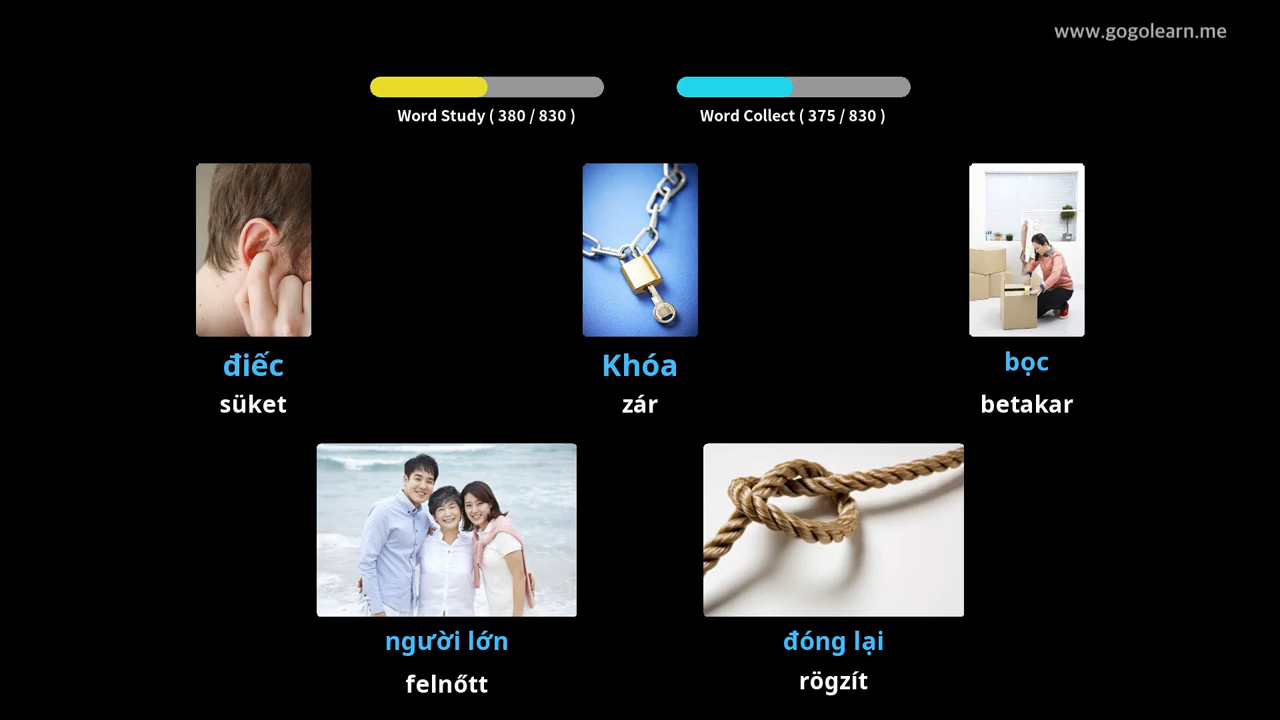 www.gogolearn.me
Word Study ( 380 / 830 )
Word Collect ( 375 / 830 )
điếc
süket
Khóa
zár
bọc
betakar
người lớn
felnőtt
đóng lại
rögzít